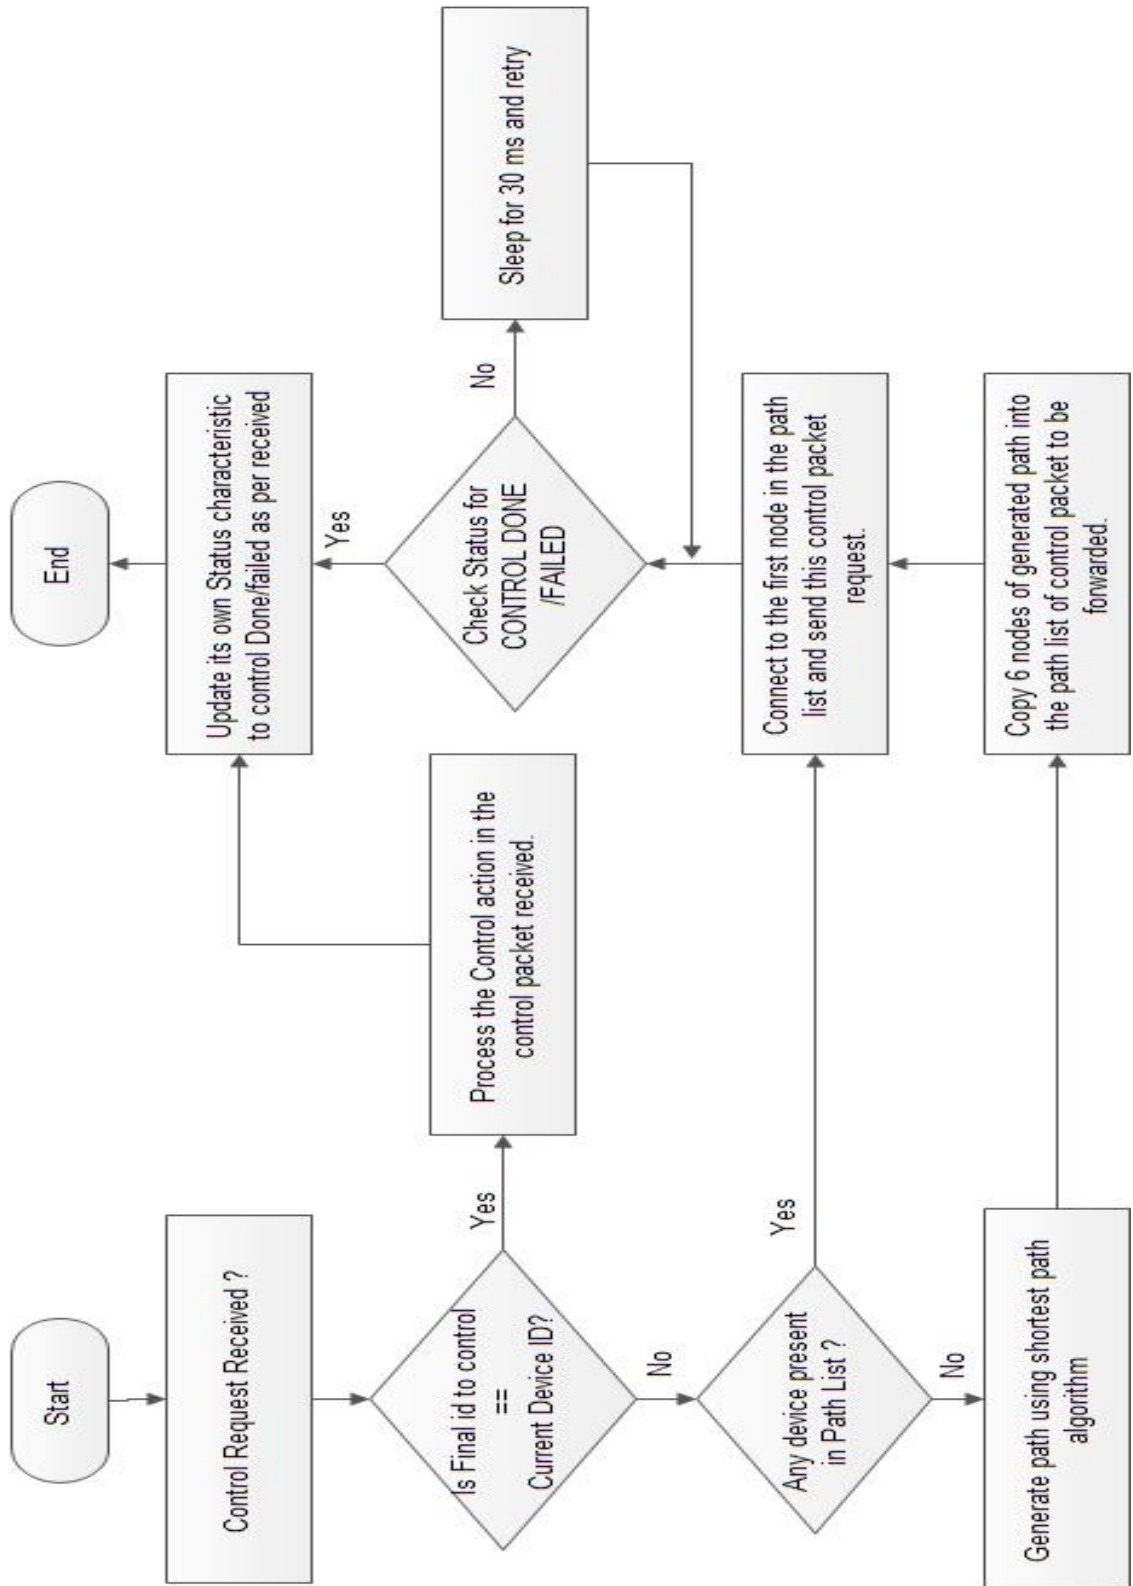 Start
Control Request Received ?
Is Final id to control
==
Current Device ID?
Yes
No
Process the Control action in the
control packet received.
Any device present
in Path List ?
Yes
No
Generate path using shortest path
algorithm
Copy 6 nodes of generated path into
the path list of control packet to be
forwarded.
Connect to the first node in the path
list and send this control packet
request.
Check Status for
CONTROL DONE
/FAILED
No
Yes
Sleep for 30 ms and retry
Update its own Status characteristic
to control Done/failed as per received
End